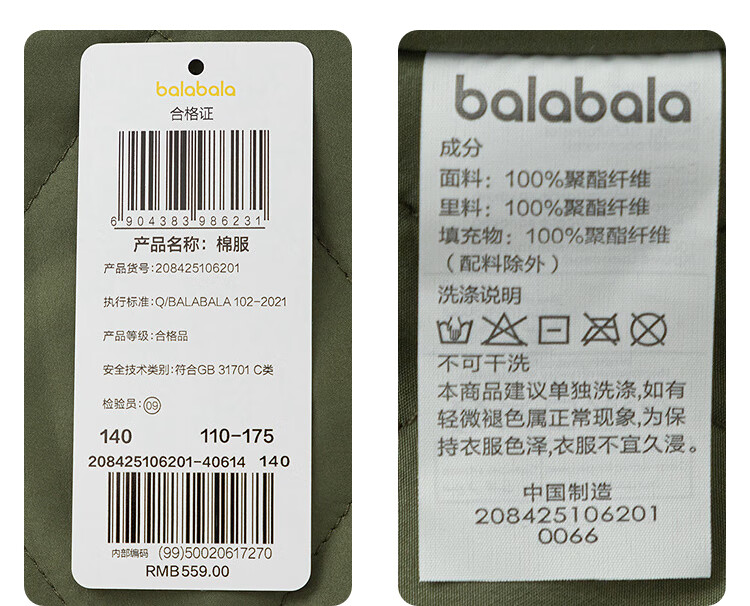 balabala
合格证
6 904383 986231
产品名称：棉服
产品货号:208425106201
执行标准:Q/BALABALA 102-2021
产品等级:合格品
安全技术类别:符合GB 31701 C类
检验员:09
140 110-175
208425106201-40614 140
内部编码 (99)50020617270
RMB559.00
balabala
成分
面料：100%聚酯纤维
里料：100%聚酯纤维
填充物：100%聚酯纤维
（配料除外）
洗涤说明
不可干洗
本商品建议单独洗涤,如有
轻微褪色属正常现象,为保
持衣服色泽,衣服不宜久浸。
中国制造
208425106201
0066